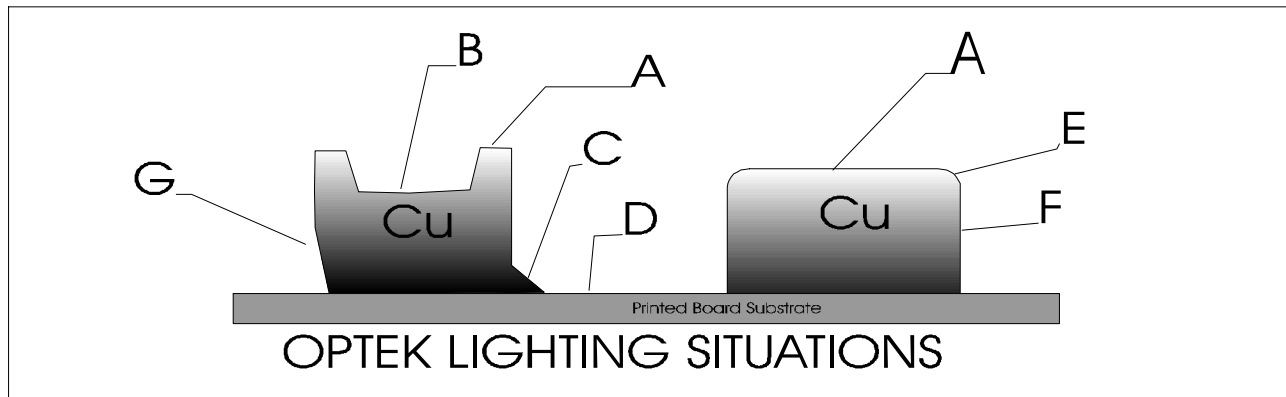 B
A
A
C
E
G
Cu
D
Cu
F
Printed Board Substrate
OPTEK LIGHTING SITUATIONS